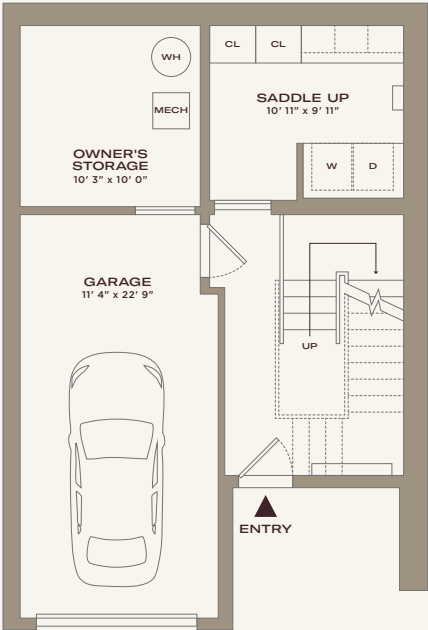 CL
CL
WH
MECH
SADDLE UP
10' 11" x 9' 11"
OWNER'S
STORAGE
10' 3" x 10' 0"
W
D
GARAGE
11' 4" x 22' 9"
UP
ENTRY